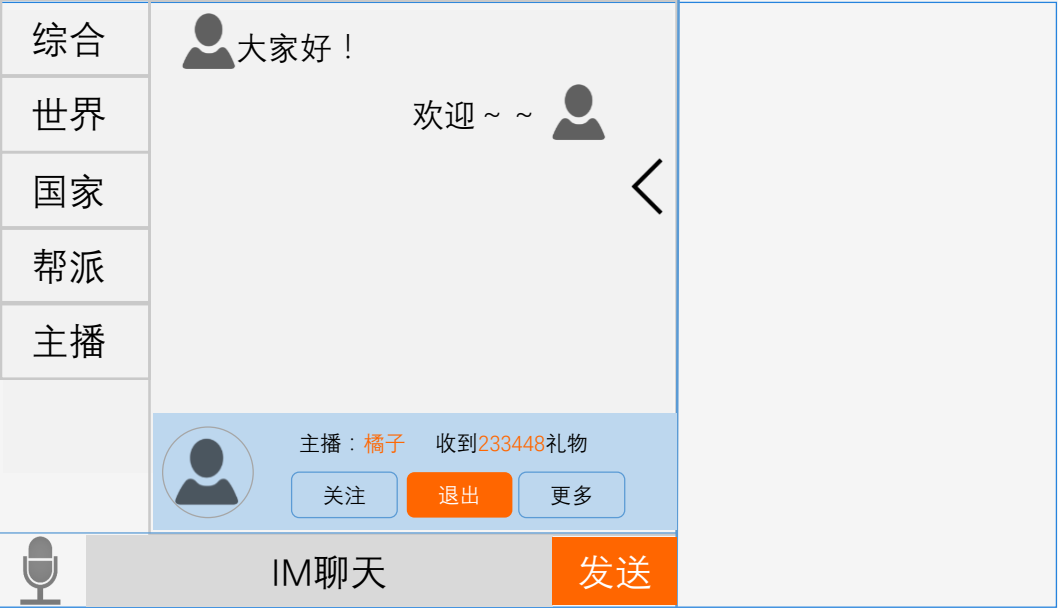 综合
世界
国家
帮派
主播
大家好！
欢迎~ ~
主播：橘子 收到233448礼物
关注 退出 更多
IM聊天 发送